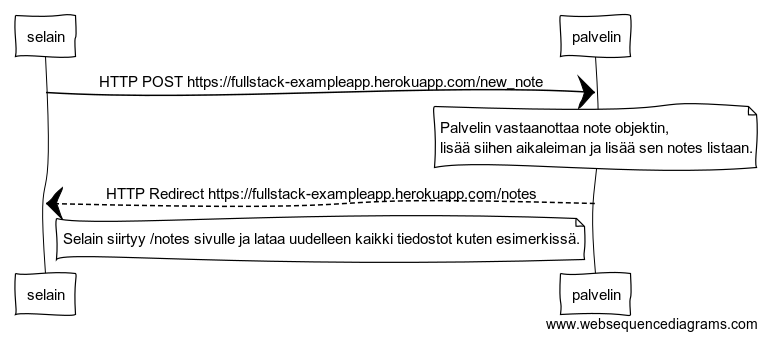 selain
palvelin
HTTP POST https://fullstack-exampleapp.herokuapp.com/new_note
Palvelin vastaanottaa note objektin,
lisää siihen aikaleiman ja lisää sen notes listaan.
HTTP Redirect https://fullstack-exampleapp.herokuapp.com/notes
Selain siirtyy /notes sivulle ja lataa uudelleen kaikki tiedostot kuten esimerkissä.
selain
palvelin
www.websequencediagrams.com